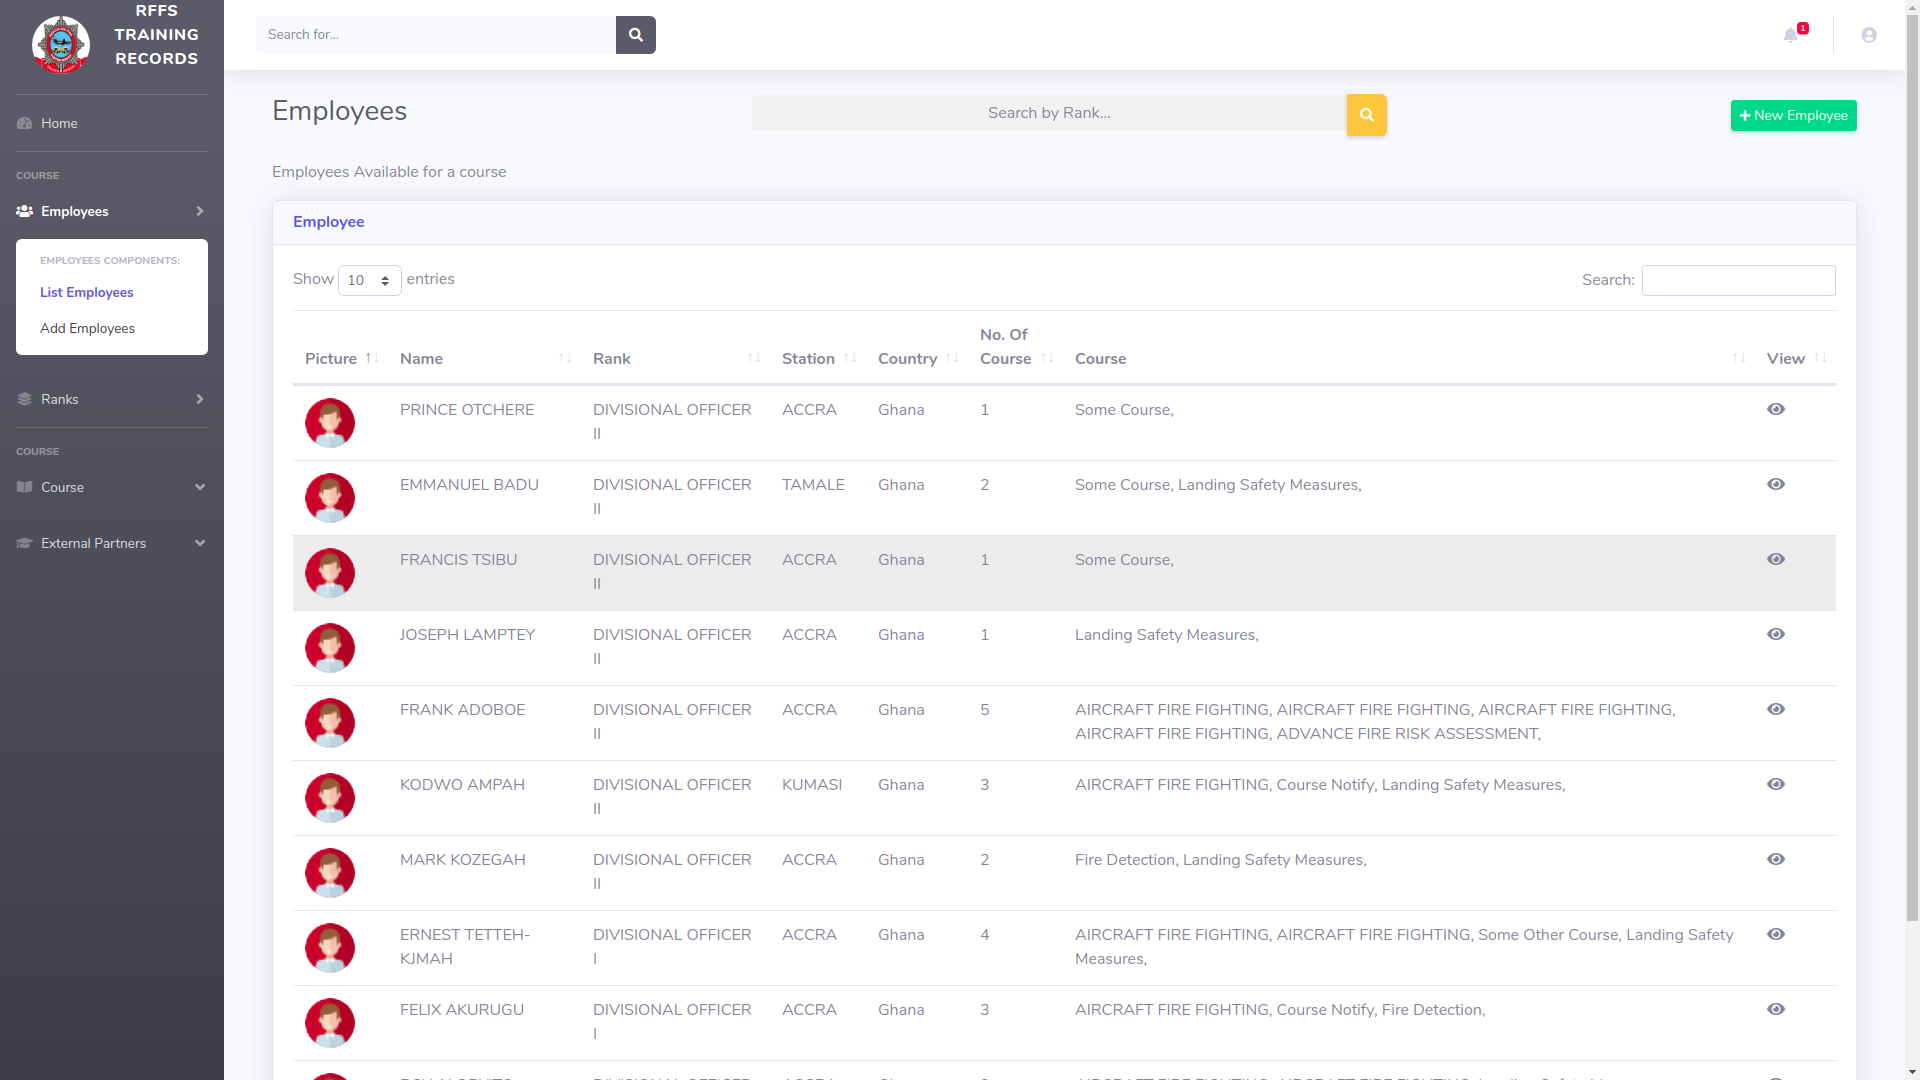 RFFS
TRAINING
RECORDS
Search for...
1
Home
COURSE
Employees
EMPLOYEES COMPONENTS:
List Employees
Add Employees
Ranks
COURSE
Course
External Partners
Employees
Search by Rank...
New Employee
Employees Available for a course
Employee
Show 10 entries
Search:
Picture Name Rank Station Country No. Of Course Course View
PRINCE OTCHERE DIVISIONAL OFFICER ACCRA Ghana 1 Some Course,
II
EMMANUEL BADU DIVISIONAL OFFICER TAMALE Ghana 2 Some Course, Landing Safety Measures,
II
FRANCIS TSIBU DIVISIONAL OFFICER ACCRA Ghana 1 Some Course,
II
JOSEPH LAMPTEY DIVISIONAL OFFICER ACCRA Ghana 1 Landing Safety Measures,
II
FRANK ADOBOE DIVISIONAL OFFICER ACCRA Ghana 5 AIRCRAFT FIRE FIGHTING, AIRCRAFT FIRE FIGHTING, AIRCRAFT FIRE FIGHTING,
II AIRCRAFT FIRE FIGHTING, ADVANCE FIRE RISK ASSESSMENT,
KODWO AMPAH DIVISIONAL OFFICER KUMASI Ghana 3 AIRCRAFT FIRE FIGHTING, Course Notify, Landing Safety Measures,
II
MARK KOZEGAH DIVISIONAL OFFICER ACCRA Ghana 2 Fire Detection, Landing Safety Measures,
II
ERNEST TETTEH- DIVISIONAL OFFICER ACCRA Ghana 4 AIRCRAFT FIRE FIGHTING, AIRCRAFT FIRE FIGHTING, Some Other Course, Landing Safety
KJMAH I Measures,
FELIX AKURUGU DIVISIONAL OFFICER ACCRA Ghana 3 AIRCRAFT FIRE FIGHTING, Course Notify, Fire Detection,
I